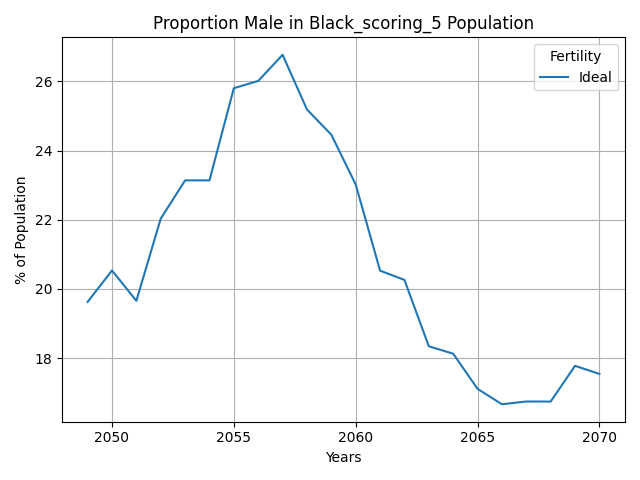 Proportion Male in Black_scoring_5 Population
Fertility
Ideal
% of Population
26
24
22
20
18
2050 2055 2060 2065 2070
Years